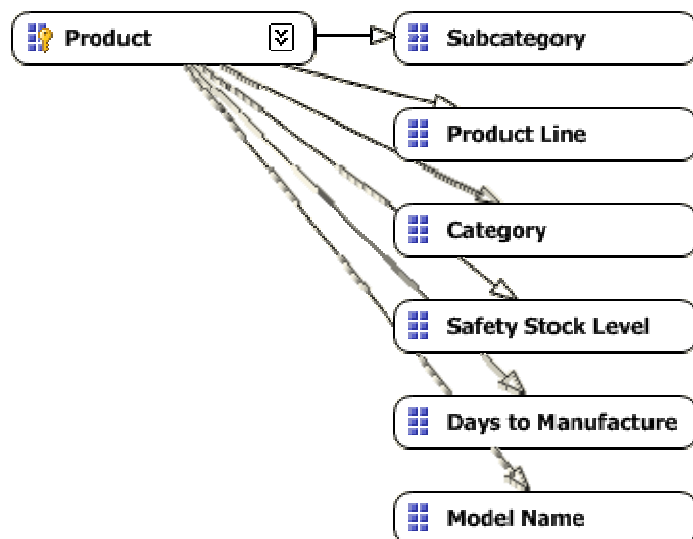 Product
Subcategory
Product Line
Category
Safety Stock Level
Days to Manufacture
Model Name